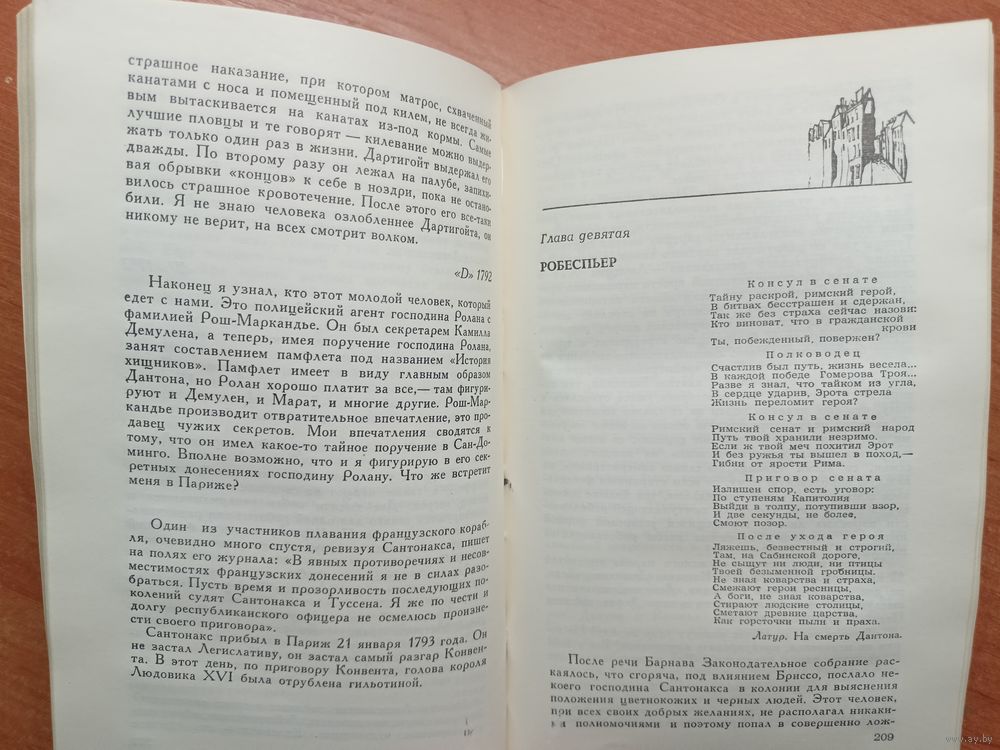 страшное наказание, при котором матрос, схваченный
канатами с носа и помещенный под килем, не всегда жи-
вым вытаскивается на канатах из-под кормы. Самые
лучшие пловцы и те говорят — килевание можно выдер-
жать только один раз в жизни. Дартигойт выдержал его
дважды. По второму разу он лежал на палубе, запихи-
вая обрывки «концов» к себе в ноздри, пока не остано-
вилось страшное кровотечение. После этого его все-таки
били. Я не знаю человека озлобленнее Дартигойта, он
никому не верит, на всех смотрит волком.
«D» 1792
Наконец я узнал, кто этот молодой человек, который
едет с нами. Это полицейский агент господина Ролана с
фамилией Рош-Маркандье. Он был секретарем Камилла
Демулена, а теперь, имея поручение господина Ролана,
занят составлением памфлета под названием «История
хищников». Памфлет имеет в виду главным образом
Дантона, но Ролан хорошо платит за все,— там фигури-
руют и Демулен, и Марат, и многие другие. Рош-Мар-
кандье производит отвратительное впечатление, это про-
давец чужих секретов. Мои впечатления сводятся к
тому, что он имел какое-то тайное поручение в Сан-До-
минго. Вполне возможно, что и я фигурирую в его сек-
ретных донесениях господину Ролану. Что же встретит
меня в Париже?
Один из участников плавания французского кораб-
ля, очевидно много спустя, ревизуя Сантонакса, пишет
на полях его журнала: «В явных противоречиях и несов-
местимостях французских донесений я не в силах разо-
браться. Пусть время и прозорливость последующих по-
колений судят Сантонакса и Туссена. Я же по чести и
долгу республиканского офицера не осмелюсь произне-
сти своего приговора».
Сантонакс прибыл в Париж 21 января 1793 года. Он
не застал Легислативу, он застал самый разгар Конвен-
та. В этот день, по приговору Конвента, голова короля
Людовика XVI была отрублена гильотиной.
Глава девятая
РОБЕСПЬЕР
Консул в сенате
Тайну раскрой, римский герой,
В битвах бесстрашен и сдержан,
Так же без страха сейчас назови:
Кто виноват, что в гражданской
крови
Ты, побежденный, повержен?
Полководец
Счастлив был путь, жизнь весела...
В каждой победе Гомерова Троя...
Разве я знал, что тайком из угла,
В сердце ударив, Эрота стрела
Жизнь переломит героя?
Консул в сенате
Римский сенат и римский народ
Путь твой хранили незримо.
Если ж твой меч похитил Эрот
И без ружья ты вышел в поход,—
Гибни от ярости Рима.
Приговор сената
Излишен спор, есть уговор:
По ступеням Капитолия
Выйди в толпу, потупивши взор,
И две секунды, не более,
Смоют позор.
После ухода героя
Ляжешь, безвестный и строгий,
Там, на Сабинской дороге,
Не сыщут ни люди, ни птицы
Твоей безыменной гробницы.
Не зная коварства и страха,
Смежают герои ресницы,
А боги, не зная коварства,
Стирают людские столицы,
Сметают древние царства,
Как горсточки пыли и праха.
Латур. На смерть Дантона.
После речи Барнава Законодательное собрание рас-
каялось, что сгоряча, под влиянием Бриссо, послало не-
коего господина Сантонакса в колонии для выяснения
положения цветнокожих и черных людей. Этот человек,
при всех своих добрых желаниях, не располагал никаки-
ми полномочиями и поэтому попал в совершенно лож-
209
www.ay.by